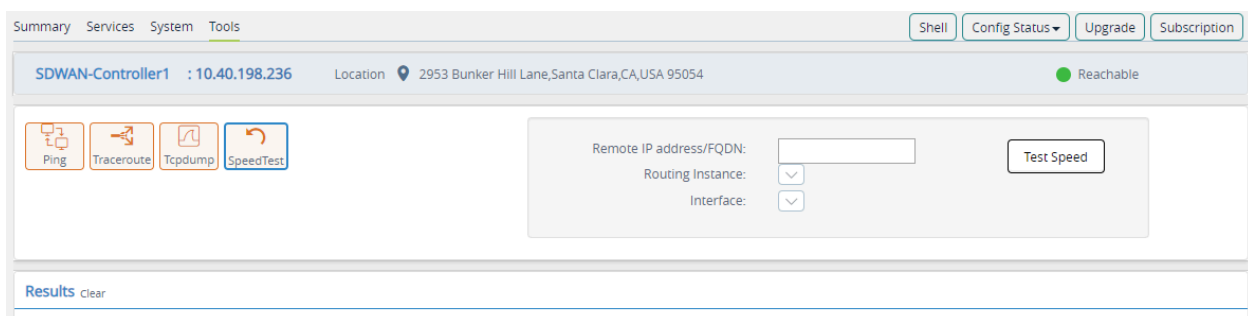 Summary Services System Tools Shell Config Status Upgrade Subscription
SDWAN-Controller1 : 10.40.198.236 Location 2953 Bunker Hill Lane,Santa Clara,CA,USA 95054 Reachable
Ping Traceroute Tcpdump SpeedTest
Remote IP address/FQDN: Test Speed
Routing Instance:
Interface:
Results Clear